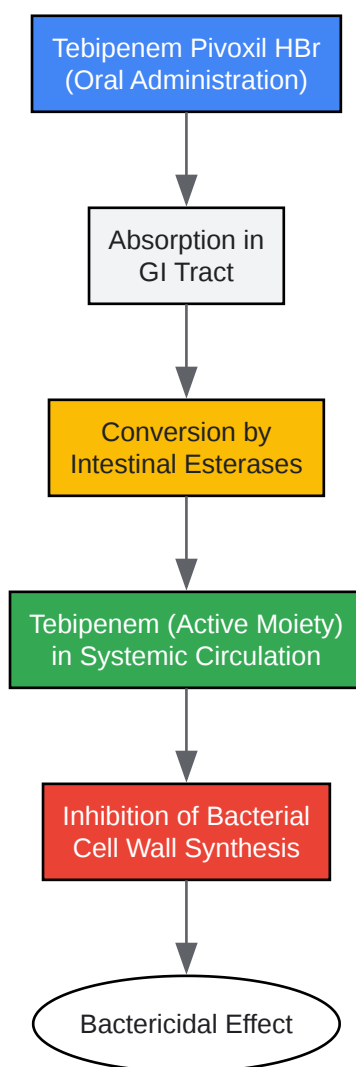 Tebipenem Pivoxil HBr
(Oral Administration)
Absorption in
GI Tract
Conversion by
Intestinal Esterases
Tebipenem (Active Moiety)
in Systemic Circulation
Inhibition of Bacterial
Cell Wall Synthesis
Bactericidal Effect